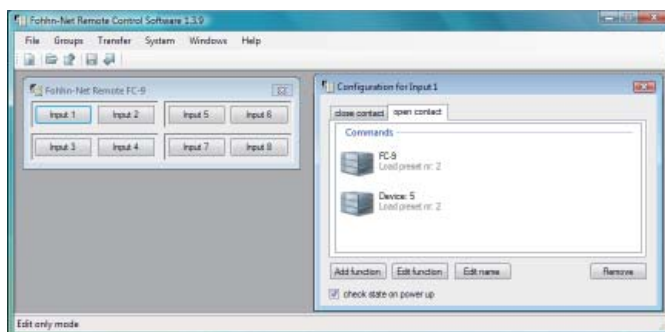 Fohhn-Net Remote Control Software 1.3.9
File Groups Transfer System Windows Help
Fohhn-Net Remote FC-9
Input 1 Input 2 Input 5 Input 6
Input 3 Input 4 Input 7 Input 8
Configuration for Input 1
close contact open contact
Commands
FC-9
Load preset nr: 2
Device: 5
Load preset nr: 2
Add function Edit function Edit name Remove
check state on power up
Edit only mode